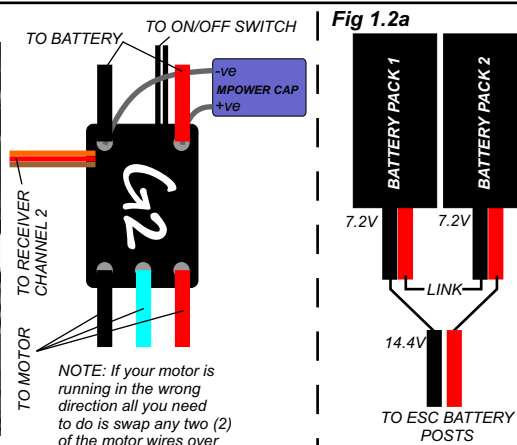 TO BATTERY
TO ON/OFF SWITCH
-ve
MPOWER CAP
+ve
G2
TO RECEIVER
CHANNEL 2
TO MOTOR
NOTE: If your motor is
running in the wrong
direction all you need
to do is swap any two (2)
of the motor wires over
Fig 1.2a
BATTERY PACK 1
BATTERY PACK 2
7.2V
7.2V
LINK
14.4V
TO ESC BATTERY
POSTS